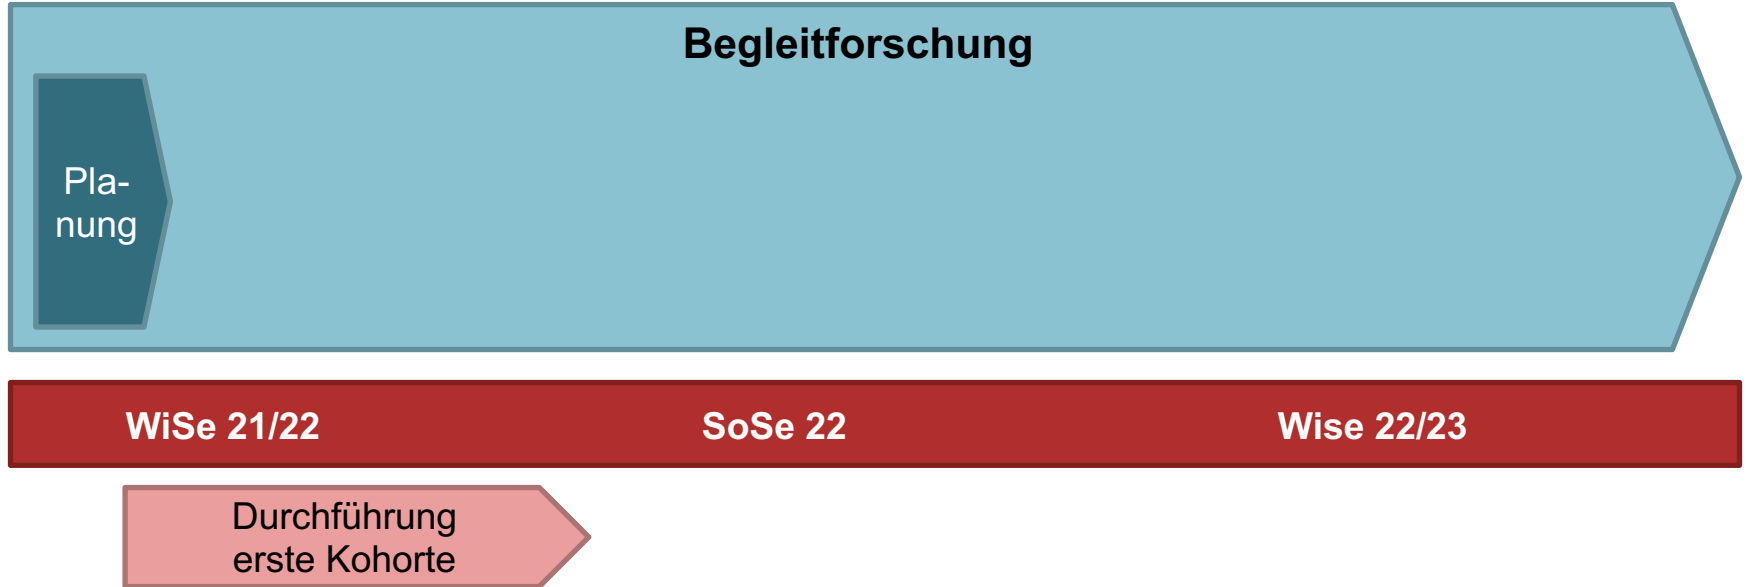 Begleitforschung
Pla-
nung
WiSe 21/22
SoSe 22
Wise 22/23
Durchführung
erste Kohorte